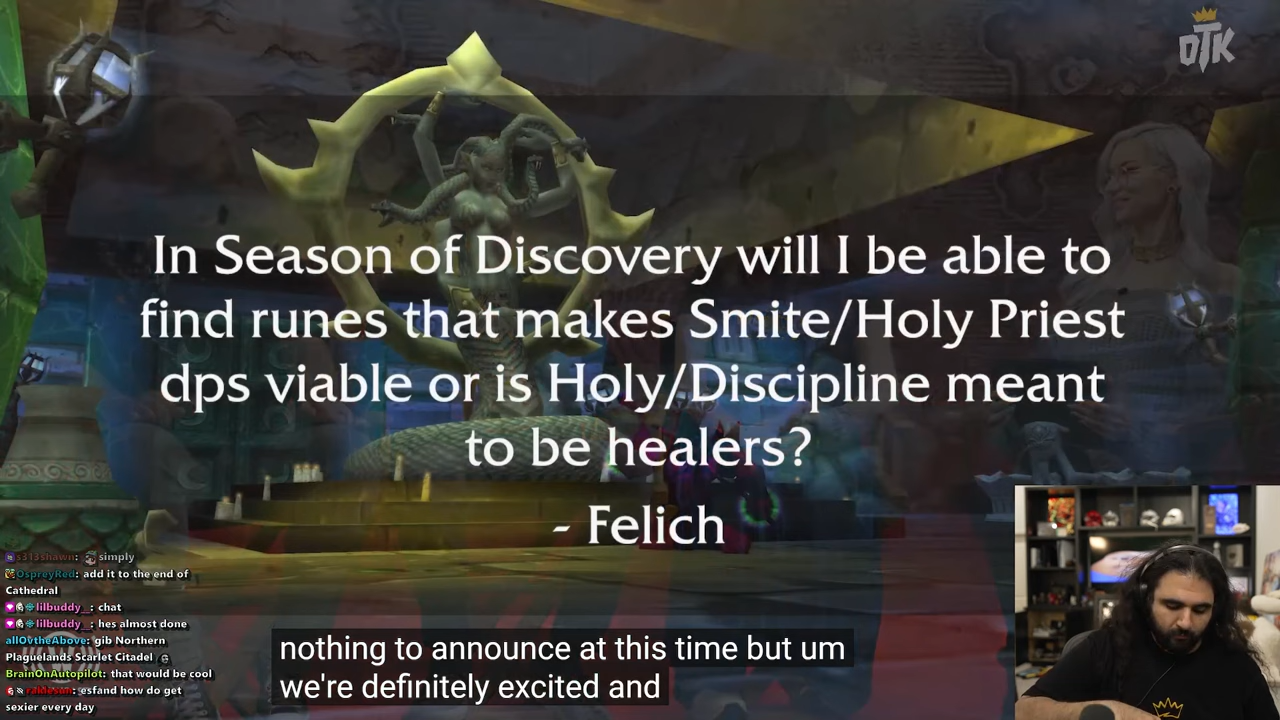 OTK
In Season of Discovery will I be able to
find runes that makes Smite/Holy Priest
dps viable or is Holy/Discipline meant
to be healers?
- Felich
s313shawn: simply
OspreyRed: add it to the end of
Cathedral
lilbuddy_: chat
lilbuddy_: hes almost done
allOvtheAbove: gib Northern
Plaguelands Scarlet Citadel
BrainOnAutopilot: that would be cool
esfand how do get
sexier every day
nothing to announce at this time but um
we're definitely excited and